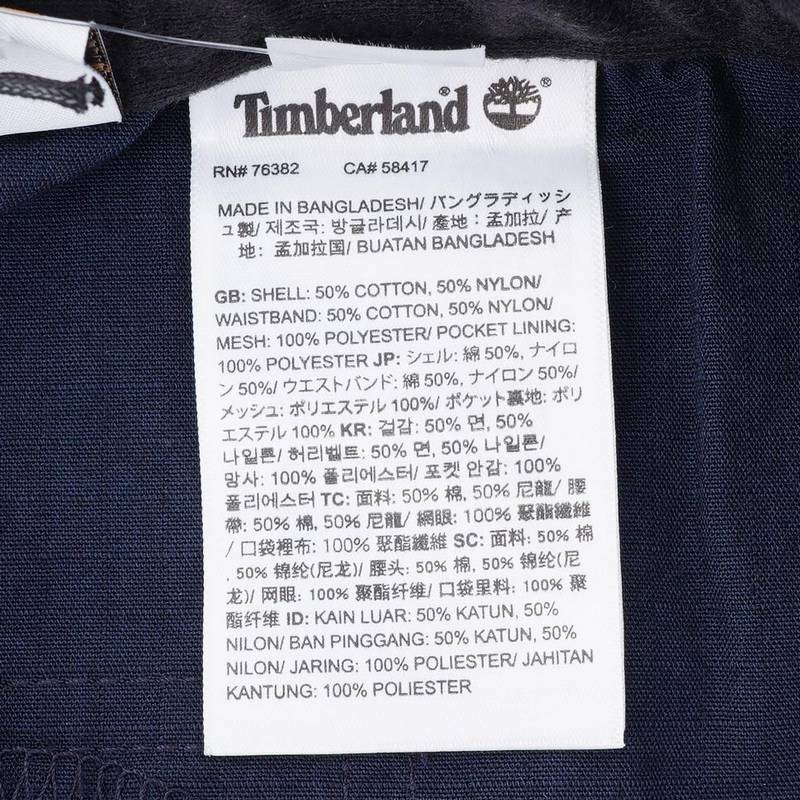 Timberland® ®
RN# 76382 CA# 58417
MADE IN BANGLADESH/ バングラディッシ
ュ製/ 제조국: 방글라데시/ 產地：孟加拉/ 产
地：孟加拉国/ BUATAN BANGLADESH
GB: SHELL: 50% COTTON, 50% NYLON/
WAISTBAND: 50% COTTON, 50% NYLON/
MESH: 100% POLYESTER/ POCKET LINING:
100% POLYESTER JP: シェル: 綿 50%, ナイロ
ン 50%/ ウエストバンド: 綿 50%, ナイロン 50%/
メッシュ: ポリエステル 100%/ ポケット裏地: ポリ
エステル 100% KR: 겉감: 50% 면, 50%
나일론/ 허리벨트: 50% 면, 50% 나일론/
망사: 100% 폴리에스터/ 포켓 안감: 100%
폴리에스터 TC: 面料: 50% 棉, 50% 尼龍/ 腰
帶: 50% 棉, 50% 尼龍/ 網眼: 100% 聚酯纖維
/ 口袋裡布: 100% 聚酯纖維 SC: 面料: 50% 棉
, 50% 锦纶(尼龙)/ 腰头: 50% 棉, 50% 锦纶(尼
龙)/ 网眼: 100% 聚酯纤维/ 口袋里料: 100% 聚
酯纤维 ID: KAIN LUAR: 50% KATUN, 50%
NILON/ BAN PINGGANG: 50% KATUN, 50%
NILON/ JARING: 100% POLIESTER/ JAHITAN
KANTUNG: 100% POLIESTER